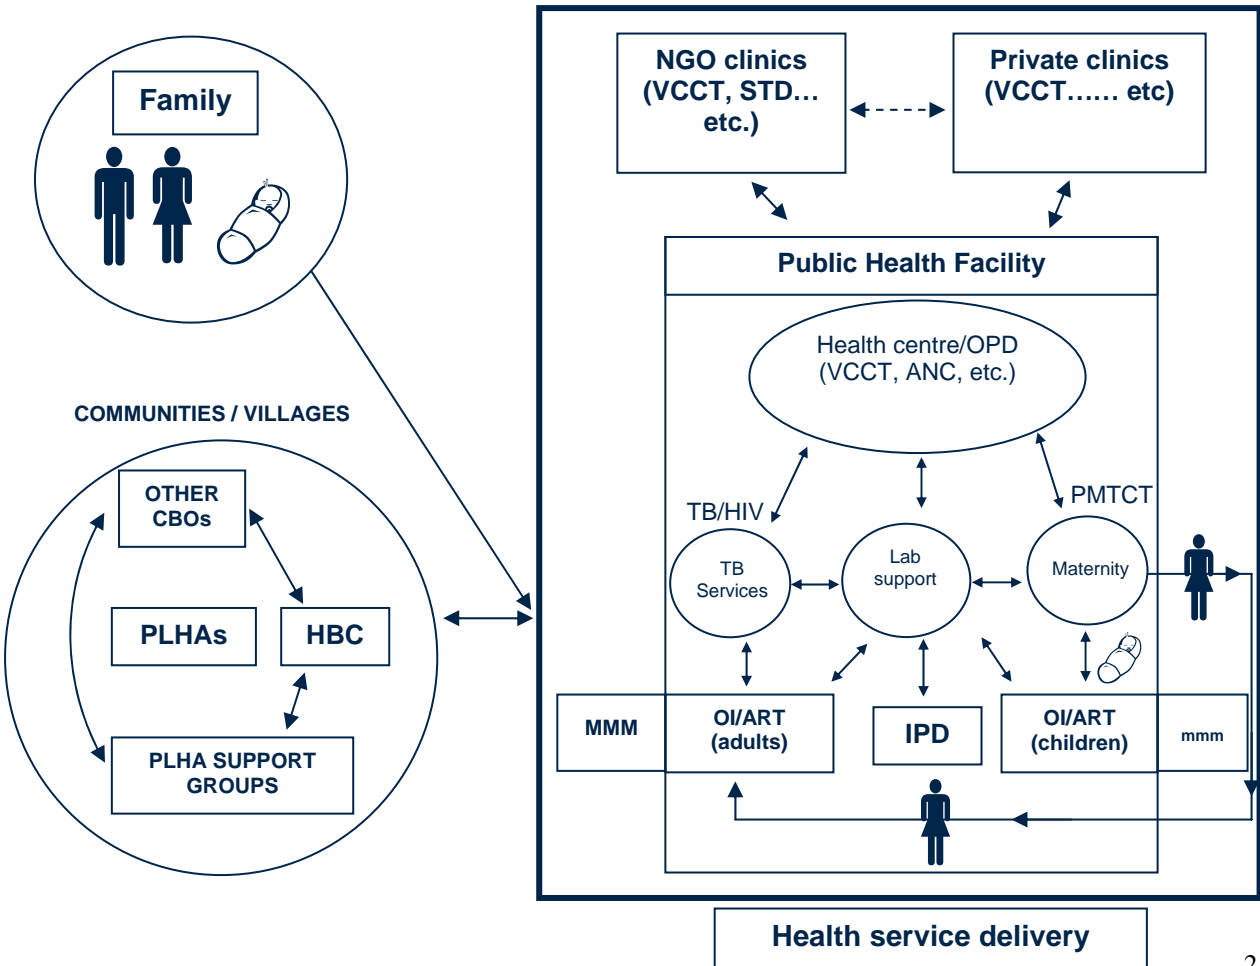 Family
COMMUNITIES / VILLAGES
OTHER
CBOs
PLHAs
HBC
PLHA SUPPORT
GROUPS
NGO clinics
(VCCT, STD…
etc.)
Private clinics
(VCCT…… etc)
Public Health Facility
Health centre/OPD
(VCCT, ANC, etc.)
TB/HIV
PMTCT
TB
Services
Lab
support
Maternity
MMM
OI/ART
(adults)
IPD
OI/ART
(children)
mmm
Health service delivery
2